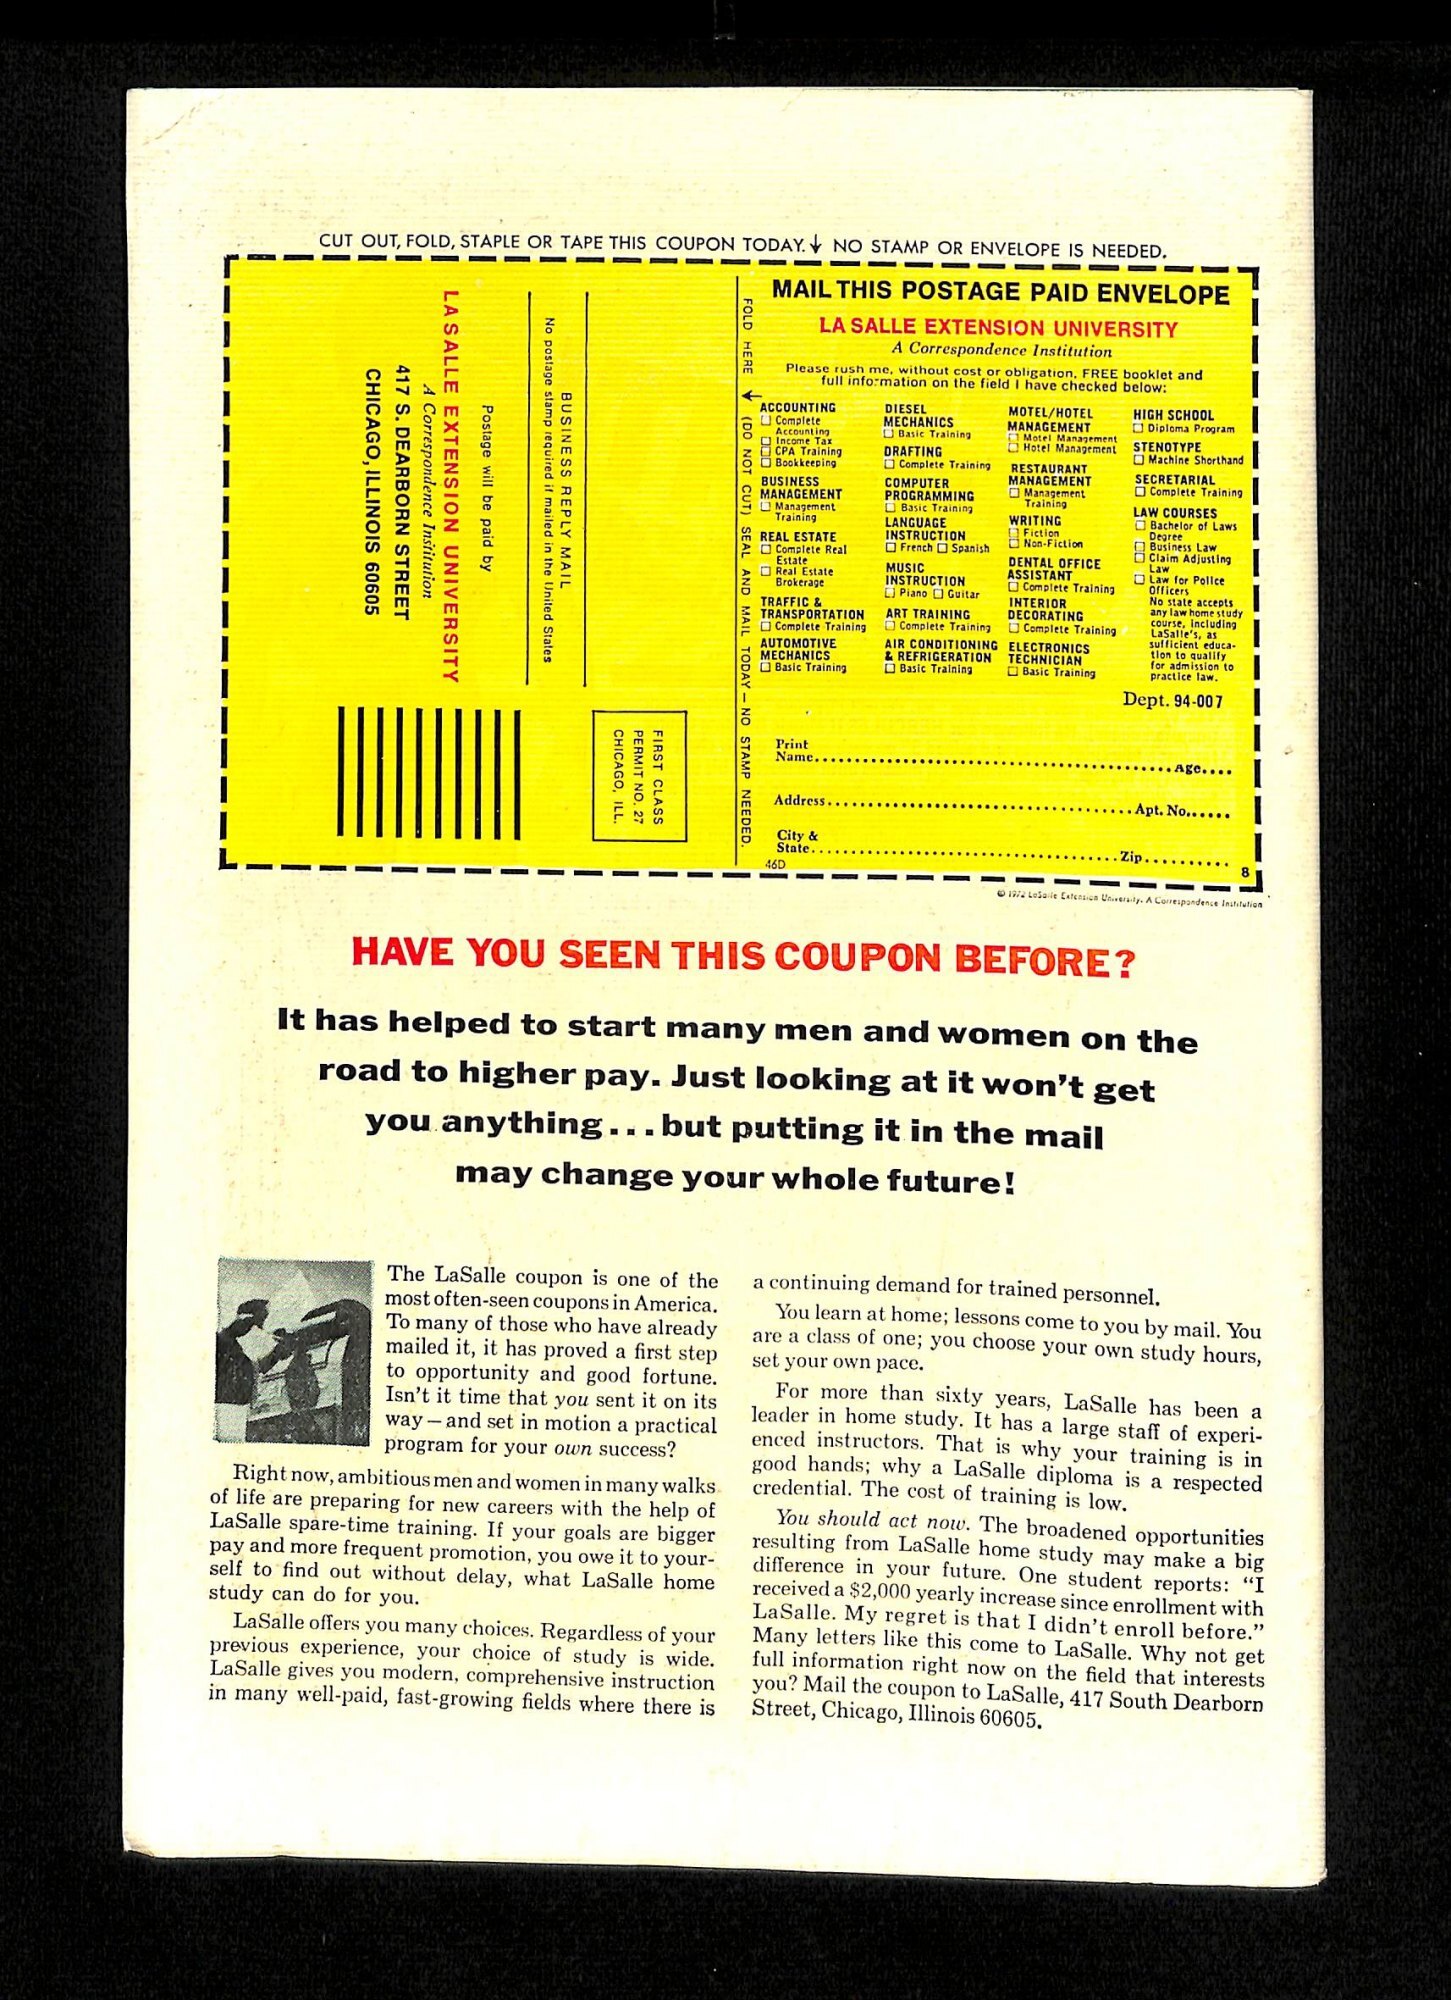 CUT OUT, FOLD, STAPLE OR TAPE THIS COUPON TODAY.↓ NO STAMP OR ENVELOPE IS NEEDED.
BUSINESS REPLY MAIL
No postage stamp required if mailed in the United States
Postage will be paid by
LA SALLE EXTENSION UNIVERSITY
A Correspondence Institution
417 S. DEARBORN STREET
CHICAGO, ILLINOIS 60605
FIRST CLASS
PERMIT NO. 27
CHICAGO, ILL.
FOLD HERE ↓ (DO NOT CUT) SEAL AND MAIL TODAY — NO STAMP NEEDED.
MAIL THIS POSTAGE PAID ENVELOPE
LA SALLE EXTENSION UNIVERSITY
A Correspondence Institution
Please rush me, without cost or obligation, FREE booklet and
full information on the field I have checked below:
ACCOUNTING
☐ Complete
Accounting
☐ Income Tax
☐ CPA Training
☐ Bookkeeping
BUSINESS
MANAGEMENT
☐ Management
Training
REAL ESTATE
☐ Complete Real
Estate
☐ Real Estate
Brokerage
TRAFFIC &
TRANSPORTATION
☐ Complete Training
AUTOMOTIVE
MECHANICS
☐ Basic Training
DIESEL
MECHANICS
☐ Basic Training
DRAFTING
☐ Complete Training
COMPUTER
PROGRAMMING
☐ Basic Training
LANGUAGE
INSTRUCTION
☐ French ☐ Spanish
MUSIC
INSTRUCTION
☐ Piano ☐ Guitar
ART TRAINING
☐ Complete Training
AIR CONDITIONING
& REFRIGERATION
☐ Basic Training
MOTEL/HOTEL
MANAGEMENT
☐ Motel Management
☐ Hotel Management
RESTAURANT
MANAGEMENT
☐ Management
Training
WRITING
☐ Fiction
☐ Non-Fiction
DENTAL OFFICE
ASSISTANT
☐ Complete Training
INTERIOR
DECORATING
☐ Complete Training
ELECTRONICS
TECHNICIAN
☐ Basic Training
HIGH SCHOOL
☐ Diploma Program
STENOTYPE
☐ Machine Shorthand
SECRETARIAL
☐ Complete Training
LAW COURSES
☐ Bachelor of Laws
Degree
☐ Business Law
☐ Claim Adjusting
Law
☐ Law for Police
Officers
No state accepts
any law home study
course, including
LaSalle's, as
sufficient educa-
tion to qualify
for admission to
practice law.
Dept. 94-007
Print
Name.......................................Age....
Address.................................Apt. No......
City &
State.................................Zip..........
46D 8
© 1972 LaSalle Extension University, A Correspondence Institution
HAVE YOU SEEN THIS COUPON BEFORE?
It has helped to start many men and women on the
road to higher pay. Just looking at it won't get
you anything...but putting it in the mail
may change your whole future!
The LaSalle coupon is one of the
most often-seen coupons in America.
To many of those who have already
mailed it, it has proved a first step
to opportunity and good fortune.
Isn't it time that you sent it on its
way — and set in motion a practical
program for your own success?
Right now, ambitious men and women in many walks
of life are preparing for new careers with the help of
LaSalle spare-time training. If your goals are bigger
pay and more frequent promotion, you owe it to your-
self to find out without delay, what LaSalle home
study can do for you.
LaSalle offers you many choices. Regardless of your
previous experience, your choice of study is wide.
LaSalle gives you modern, comprehensive instruction
in many well-paid, fast-growing fields where there is
a continuing demand for trained personnel.
You learn at home; lessons come to you by mail. You
are a class of one; you choose your own study hours,
set your own pace.
For more than sixty years, LaSalle has been a
leader in home study. It has a large staff of experi-
enced instructors. That is why your training is in
good hands; why a LaSalle diploma is a respected
credential. The cost of training is low.
You should act now. The broadened opportunities
resulting from LaSalle home study may make a big
difference in your future. One student reports: "I
received a $2,000 yearly increase since enrollment with
LaSalle. My regret is that I didn't enroll before."
Many letters like this come to LaSalle. Why not get
full information right now on the field that interests
you? Mail the coupon to LaSalle, 417 South Dearborn
Street, Chicago, Illinois 60605.